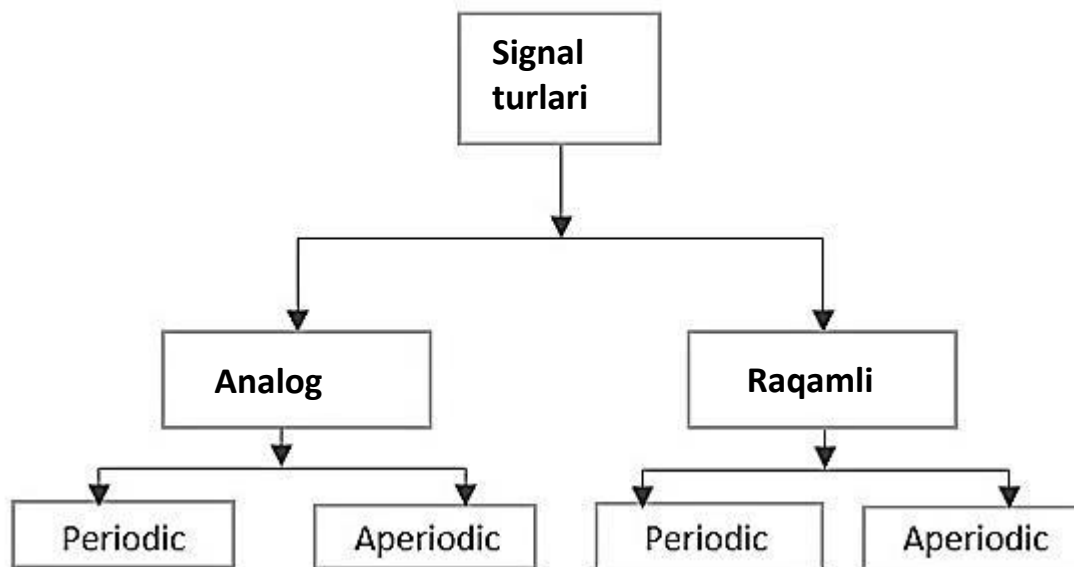 Signal
turlari
Analog
Raqamli
Periodic
Aperiodic
Periodic
Aperiodic